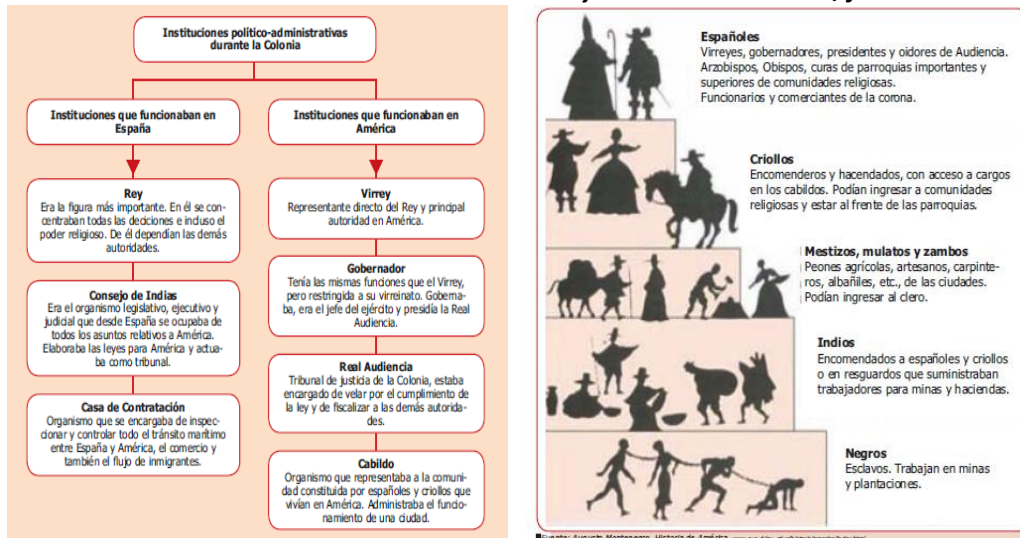 Instituciones político-administrativas
durante la Colonia
Instituciones que funcionaban en
España
Rey
Era la figura más importante. En él se con-
centraban todas las decisiones e incluso el
poder religioso. De él dependían las demás
autoridades.
Consejo de Indias
Era el organismo legislativo, ejecutivo y
judicial que desde España se ocupaba de
todos los asuntos relativos a América.
Elaboraba las leyes para América y actua-
ba como tribunal.
Casa de Contratación
Organismo que se encargaba de inspec-
cionar y controlar todo el tránsito marítimo
entre España y América, el comercio y
también el flujo de inmigrantes.
Instituciones que funcionaban en
América
Virrey
Representante directo del Rey y principal
autoridad en América.
Gobernador
Tenía las mismas funciones que el Virrey,
pero restringida a su virreinato. Goberna-
ba, era el jefe del ejército y presidía la Real
Audiencia.
Real Audiencia
Tribunal de justicia de la Colonia, estaba
encargado de velar por el cumplimiento de
la ley y de fiscalizar a las demás autorida-
des.
Cabildo
Organismo que representaba a la comuni-
dad constituida por españoles y criollos que
vivían en América. Administraba el funcio-
namiento de una ciudad.
Españoles
Virreyes, gobernadores, presidentes y oidores de Audiencia.
Arzobispos, Obispos, curas de parroquias importantes y
superiores de comunidades religiosas.
Funcionarios y comerciantes de la corona.
Criollos
Encomenderos y hacendados, con acceso a cargos
en los cabildos. Podían ingresar a comunidades
religiosas y estar al frente de las parroquias.
Mestizos, mulatos y zambos
Peones agrícolas, artesanos, carpinte-
ros, albañiles, etc., de las ciudades.
Podían ingresar al clero.
Indios
Encomendados a españoles y criollos
o en resguardos que suministraban
trabajadores para minas y haciendas.
Negros
Esclavos. Trabajan en minas
y plantaciones.
Fuente: Augusto Montenegro, Historia de América